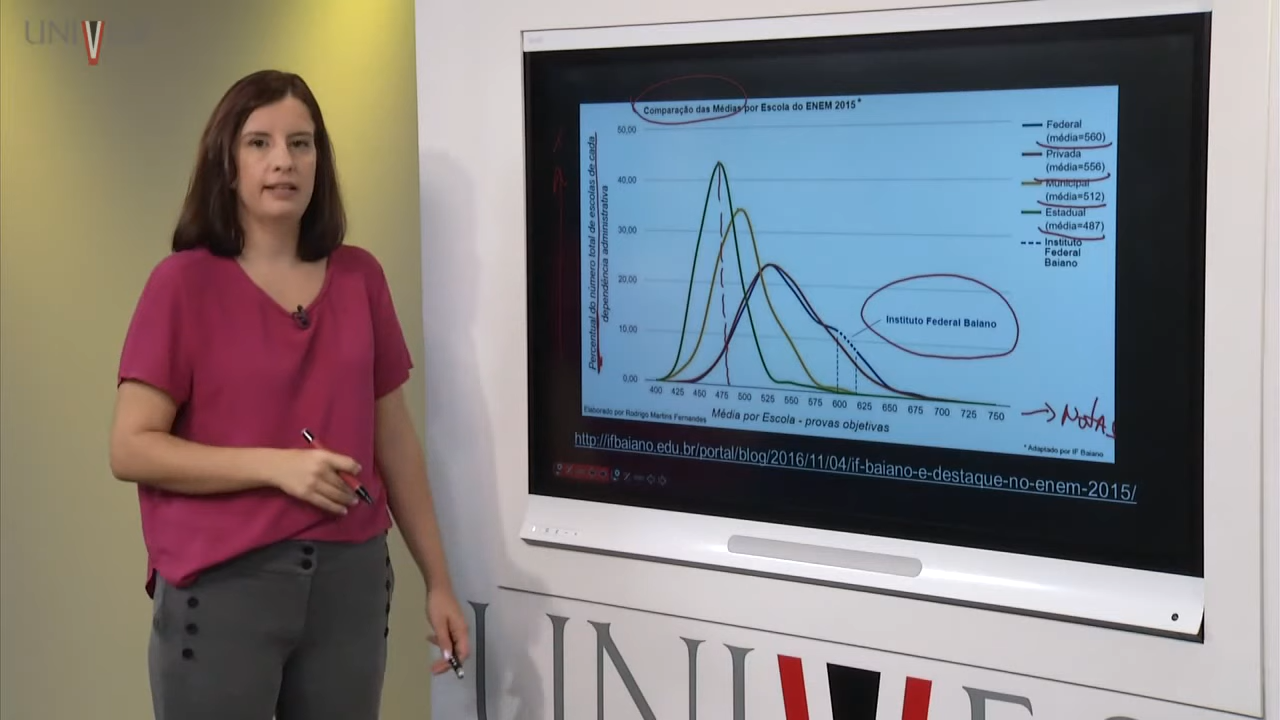 UNIV
Comparação das Médias por Escola do ENEM 2015*
Percentual do número total de escolas de cada
dependência administrativa
50,00
40,00
30,00
20,00
10,00
0,00
400 425 450 475 500 525 550 575 600 625 650 675 700 725 750
Média por Escola - provas objetivas
Federal
(média=560)
Privada
(média=556)
Municipal
(média=512)
Estadual
(média=487)
Instituto
Federal
Baiano
Instituto Federal Baiano
NOTAS
Elaborado por Rodrigo Martins Fernandes
* Adaptado por IF Baiano
http://ifbaiano.edu.br/portal/blog/2016/11/04/if-baiano-e-destaque-no-enem-2015/
UNIVES